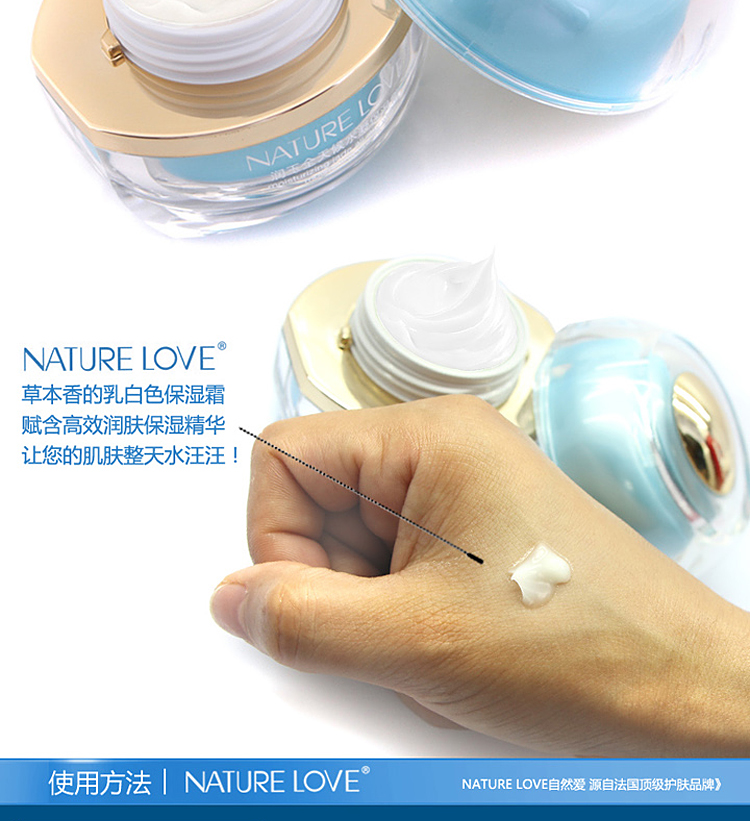 NATURE LO
NATURE LOVE®
草本香的乳白色保湿霜
赋含高效润肤保湿精华
让您的肌肤整天水汪汪！
使用方法｜NATURE LOVE®
NATURE LOVE自然爱 源自法国顶级护肤品牌》